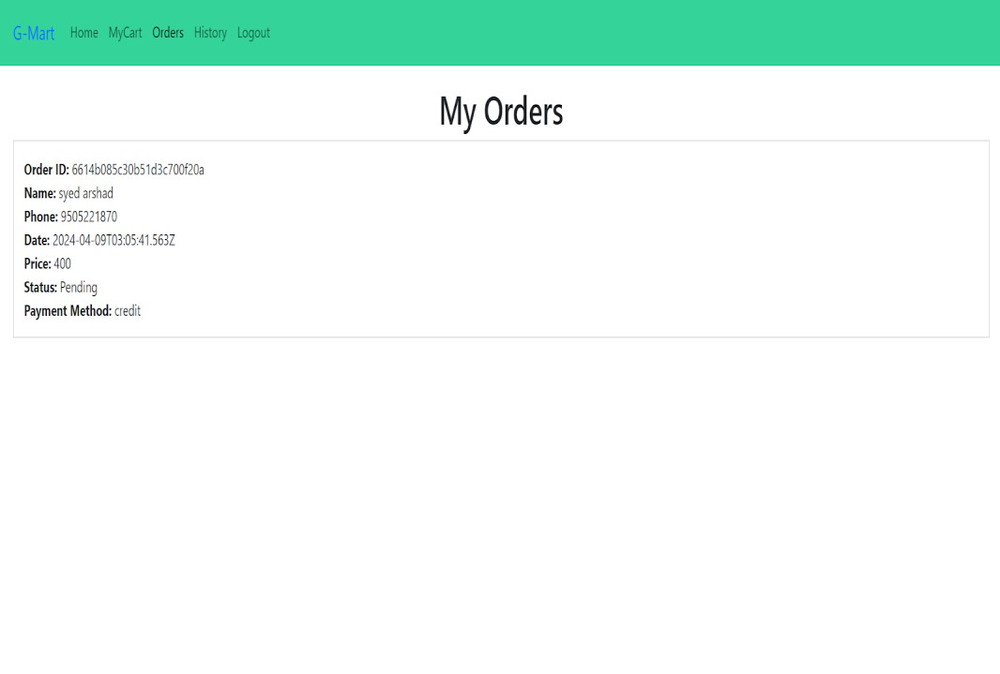 G-Mart Home MyCart Orders History Logout
My Orders
Order ID: 6614b085c30b51d3c700f20a
Name: syed arshad
Phone: 9505221870
Date: 2024-04-09T03:05:41.563Z
Price: 400
Status: Pending
Payment Method: credit